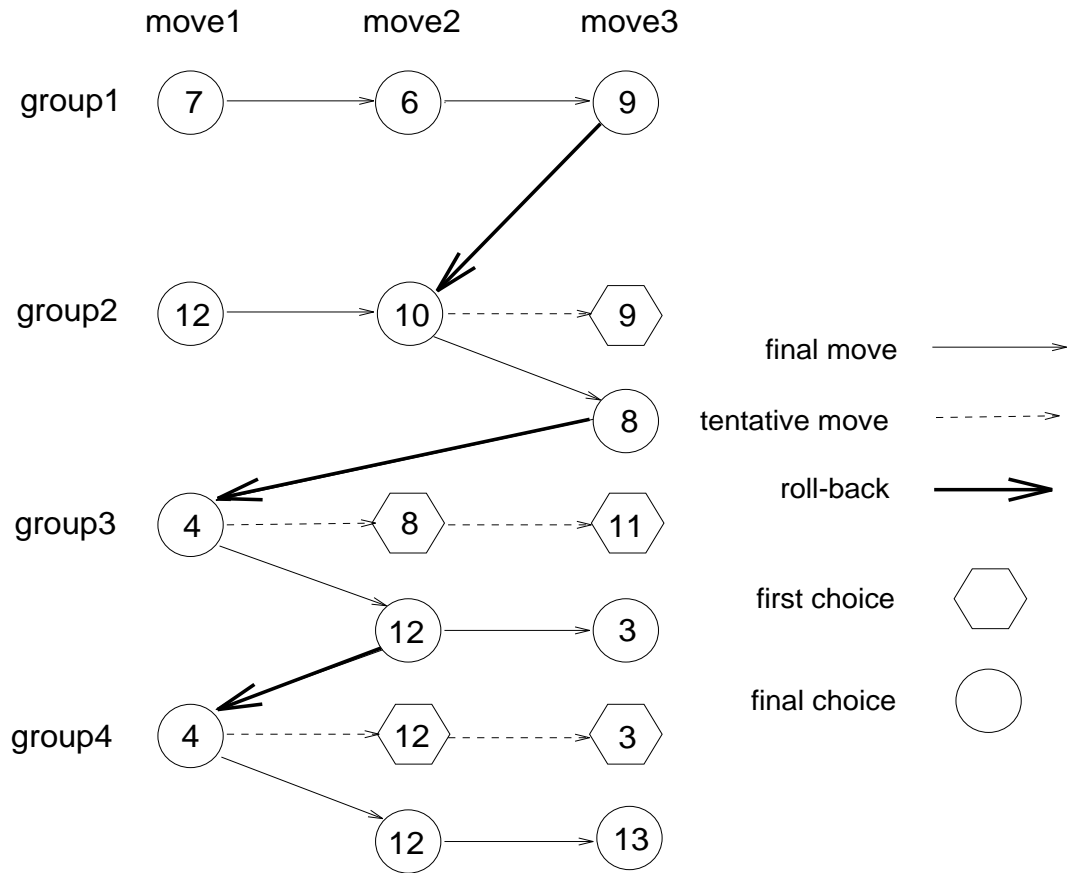 move1 move2 move3
group1 7 6 9
group2 12 10 9
final move
8
tentative move
roll-back
group3 4 8 11
first choice
12 3
final choice
group4 4 12 3
12 13